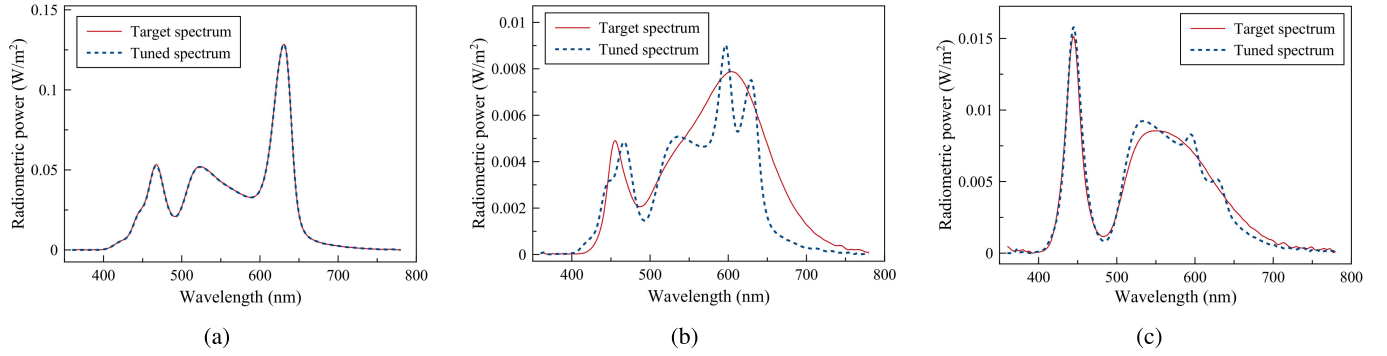 0.15
0.1
0.05
0
Radiometric power (W/m²)
Target spectrum
Tuned spectrum
400 500 600 700 800
Wavelength (nm)
(a)
0.01
0.008
0.006
0.004
0.002
0
Radiometric power (W/m²)
Target spectrum
Tuned spectrum
400 500 600 700 800
Wavelength (nm)
(b)
0.015
0.01
0.005
0
Radiometric power (W/m²)
Target spectrum
Tuned spectrum
400 500 600 700 800
Wavelength (nm)
(c)